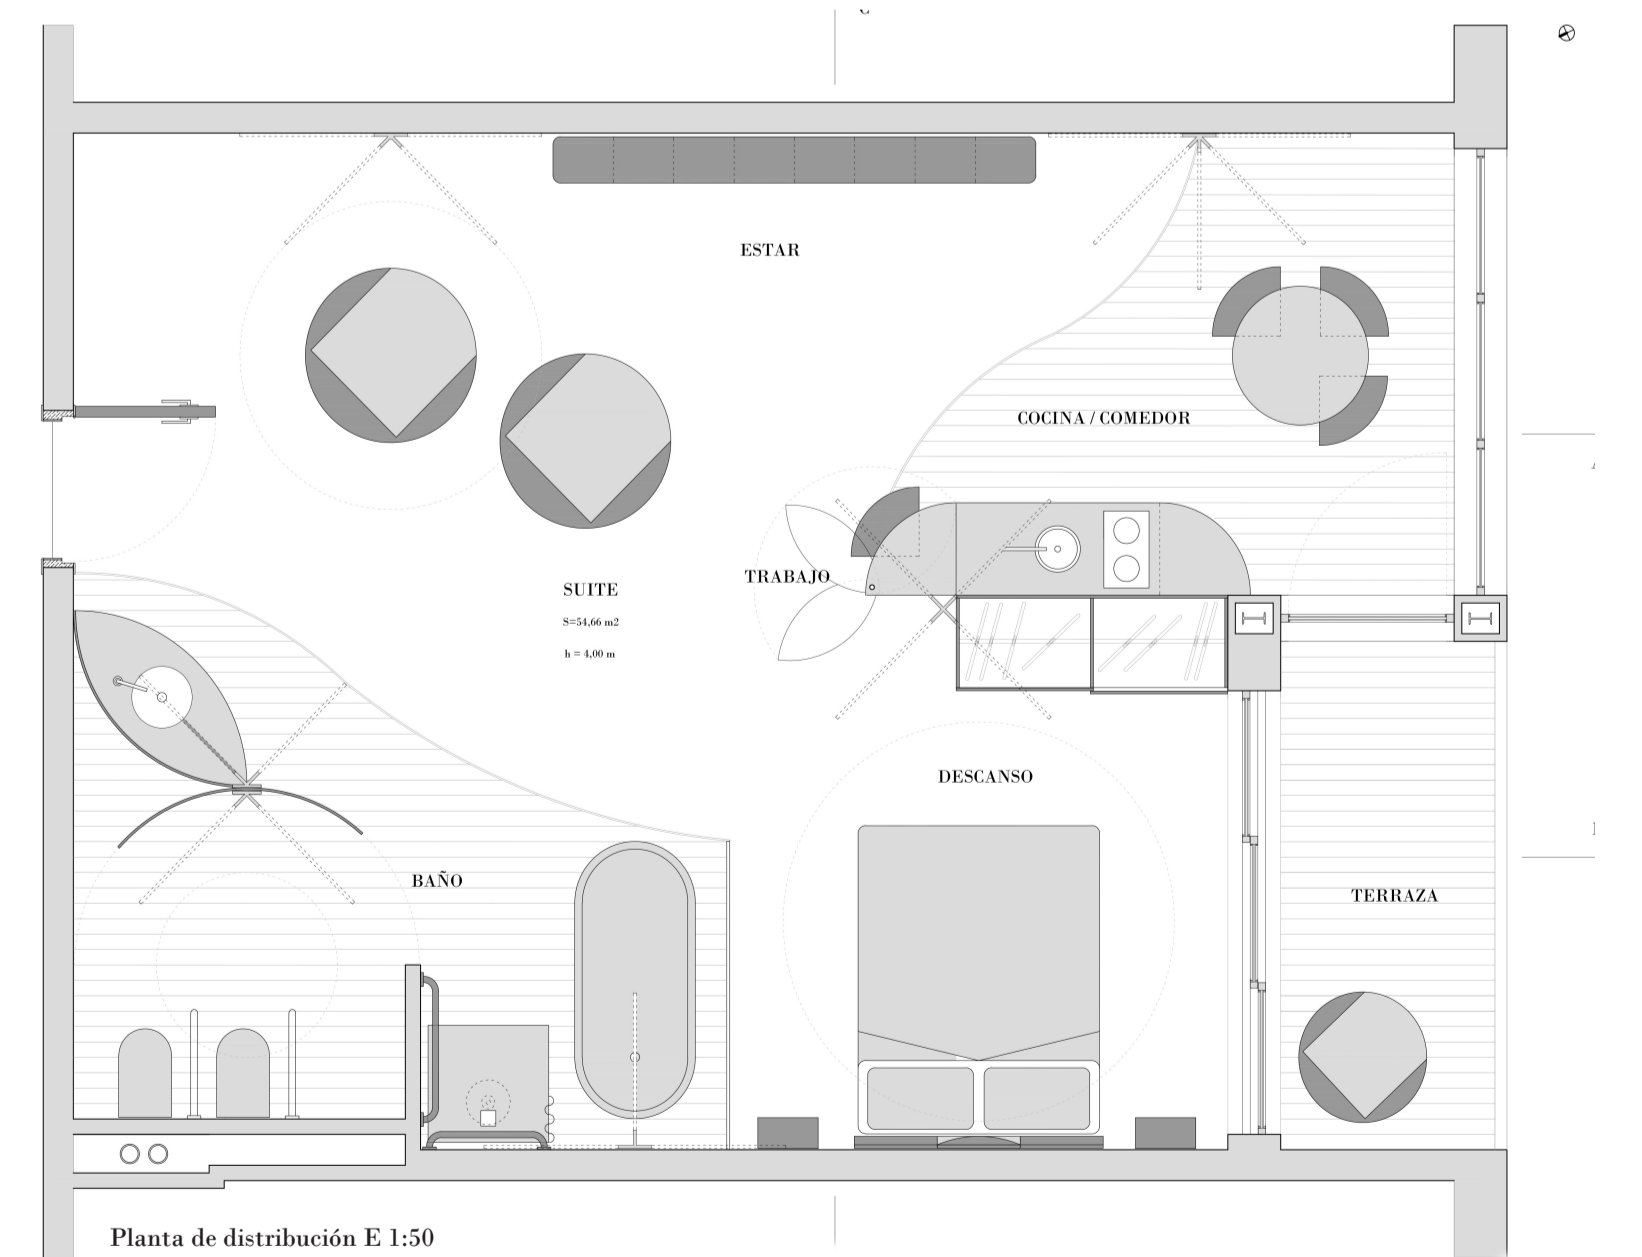 ESTAR
COCINA / COMEDOR
TRABAJO
SUITE
S=54,66 m2
h = 4,00 m
DESCANSO
BAÑO
TERRAZA
Planta de distribución E 1:50